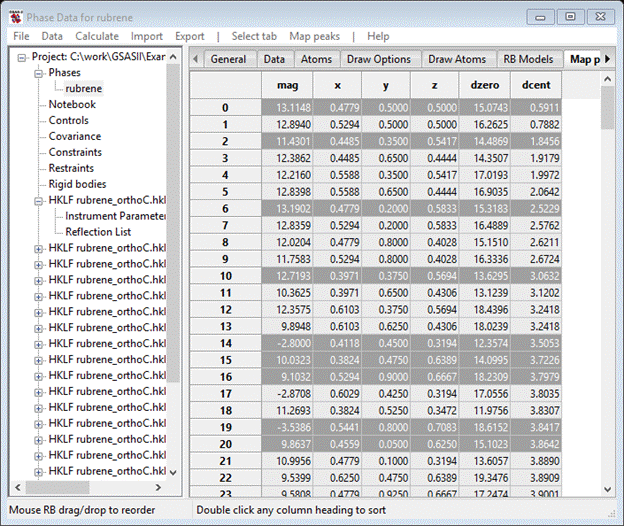 Phase Data for rubrene
File Data Calculate Import Export | Select tab Map peaks | Help
Project: C:\work\GSASII\Exam
Phases
rubrene
Notebook
Controls
Covariance
Constraints
Restraints
Rigid bodies
HKLF rubrene_orthoC.hkl
Instrument Parameter
Reflection List
HKLF rubrene_orthoC.hkl
HKLF rubrene_orthoC.hkl
HKLF rubrene_orthoC.hkl
HKLF rubrene_orthoC.hkl
HKLF rubrene_orthoC.hkl
HKLF rubrene_orthoC.hkl
HKLF rubrene_orthoC.hkl
HKLF rubrene_orthoC.hkl
HKLF rubrene_orthoC.hkl
HKLF rubrene_orthoC.hkl
HKLF rubrene_orthoC.hkl
HKLF rubrene_orthoC.hkl
HKLF rubrene_orthoC.hkl
HKLF rubrene_orthoC.hkl
General Data Atoms Draw Options Draw Atoms RB Models Map p
mag x y z dzero dcent
0 13.1148 0.4779 0.5000 0.5000 15.0743 0.5911
1 12.8940 0.5294 0.5000 0.5000 16.2625 0.7882
2 11.4301 0.4485 0.3500 0.5417 14.4869 1.8456
3 12.3862 0.4485 0.6500 0.4444 14.3507 1.9179
4 12.2160 0.5588 0.3500 0.5417 17.0193 1.9972
5 12.8398 0.5588 0.6500 0.4444 16.9035 2.0642
6 13.1902 0.4779 0.2000 0.5833 15.3183 2.5229
7 12.8359 0.5294 0.2000 0.5833 16.4889 2.5762
8 12.0204 0.4779 0.8000 0.4028 15.1510 2.6211
9 11.7583 0.5294 0.8000 0.4028 16.3336 2.6724
10 12.7193 0.3971 0.3750 0.5694 13.6295 3.0632
11 10.3625 0.3971 0.6500 0.4306 13.1239 3.1202
12 12.3575 0.6103 0.3750 0.5694 18.4396 3.2418
13 9.8948 0.6103 0.6250 0.4306 18.0239 3.2418
14 -2.8000 0.4118 0.4500 0.3194 12.3574 3.5053
15 10.0323 0.3824 0.4750 0.6389 14.0995 3.7226
16 9.1032 0.5294 0.9000 0.6667 18.2309 3.7979
17 -2.8708 0.6029 0.4250 0.3194 17.0556 3.8035
18 11.2693 0.3824 0.5250 0.3472 11.9756 3.8307
19 -3.5386 0.5441 0.8000 0.7083 18.6152 3.8417
20 9.8637 0.4559 0.0500 0.6250 15.1023 3.8642
21 10.9956 0.4779 0.1000 0.3194 13.6057 3.8890
22 9.5399 0.6250 0.4750 0.6389 19.3476 3.8909
23 9.5808 0.4779 0.9250 0.6667 17.2474 3.9001
Mouse RB drag/drop to reorder
Double click any column heading to sort